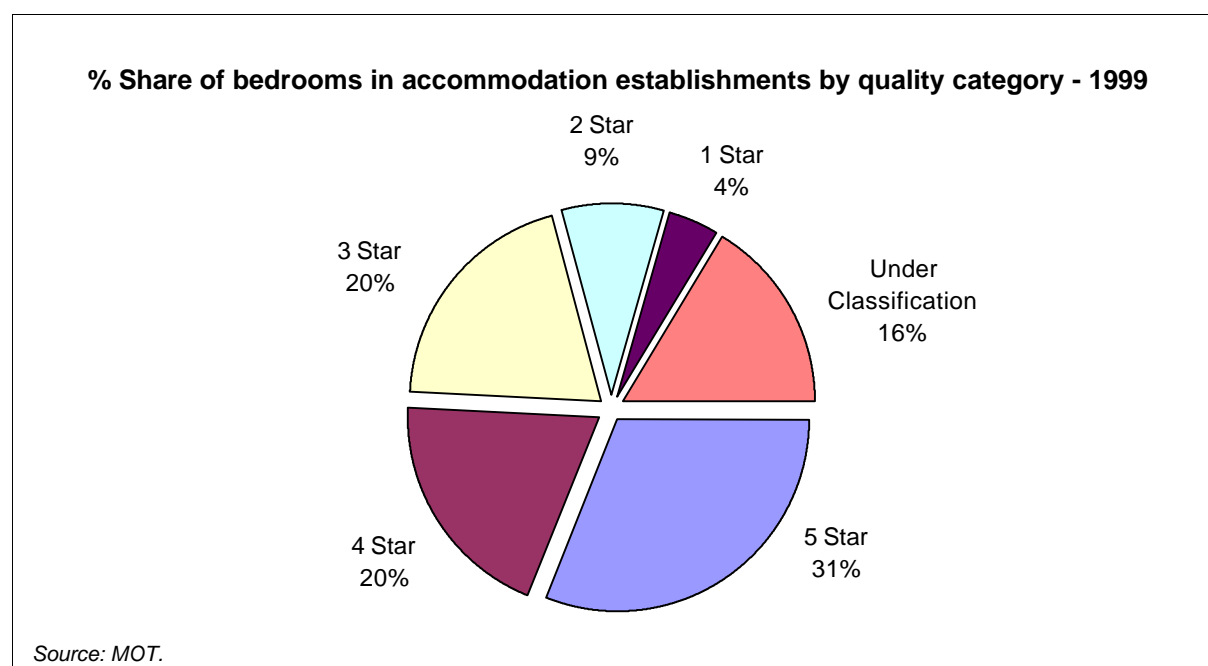 % Share of bedrooms in accommodation establishments by quality category - 1999
2 Star
9%
1 Star
4%
3 Star
20%
Under
Classification
16%
4 Star
20%
5 Star
31%
Source: MOT.